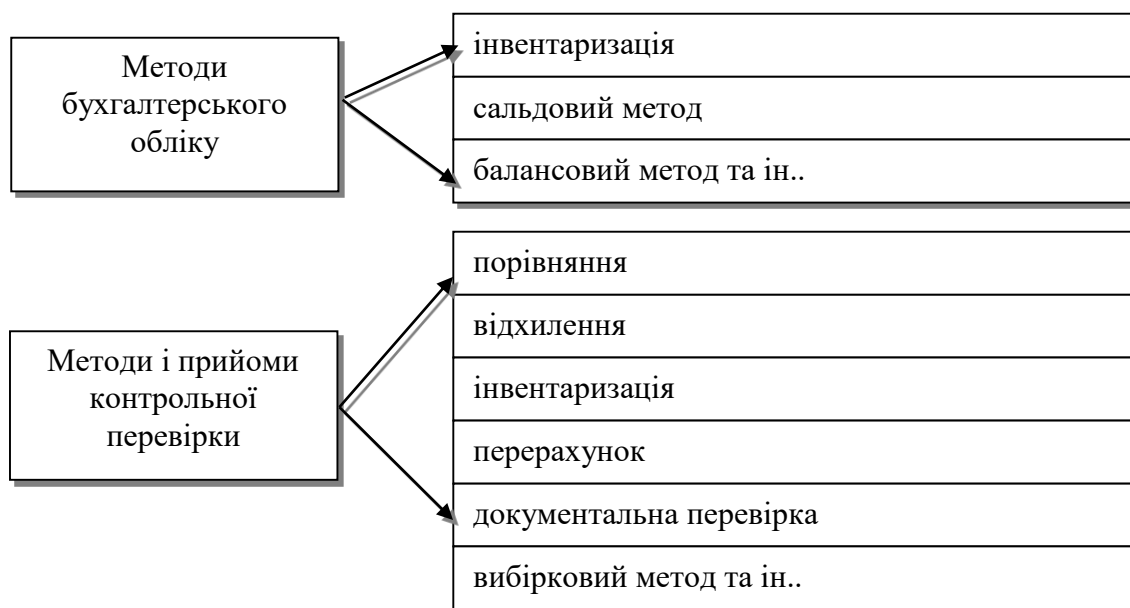 Методи
бухгалтерського
обліку
інвентаризація
сальдовий метод
балансовий метод та ін..
Методи і прийоми
контрольної
перевірки
порівняння
відхилення
інвентаризація
перерахунок
документальна перевірка
вибірковий метод та ін..